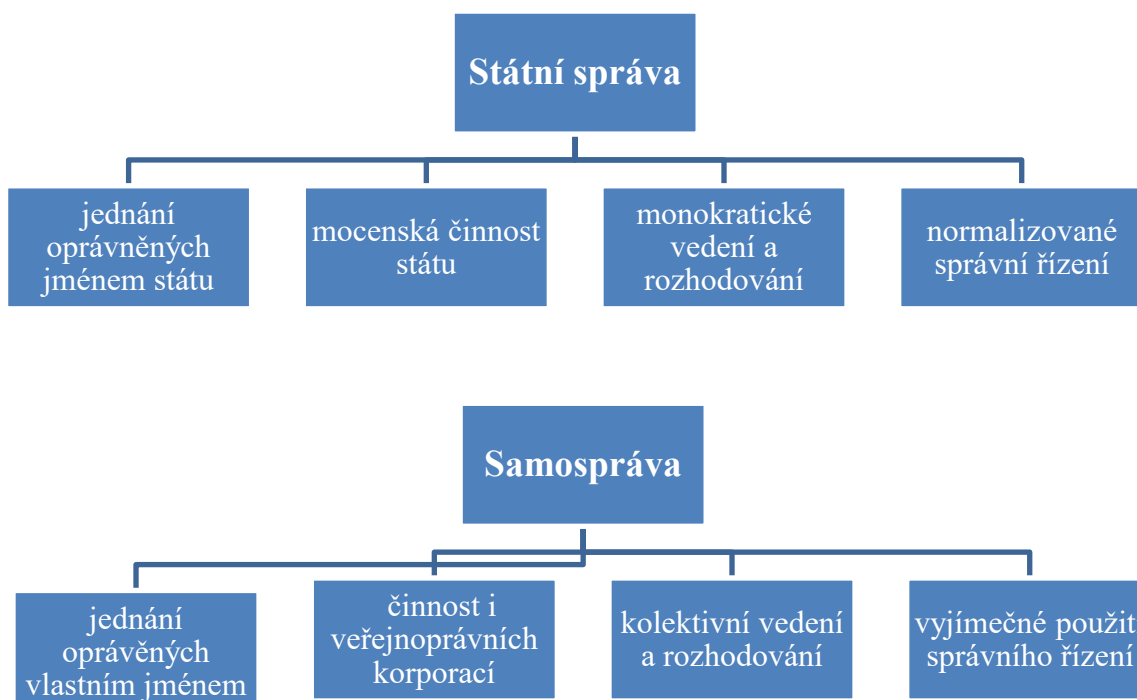 Státní správa
jednání
oprávněných
jménem státu
mocenská činnost
státu
monokratické
vedení a
rozhodování
normalizované
správní řízení
Samospráva
jednání
oprávěných
vlastním jménem
činnost i
veřejnoprávních
korporací
kolektivní vedení
a rozhodování
vyjímečné použit
správního řízení